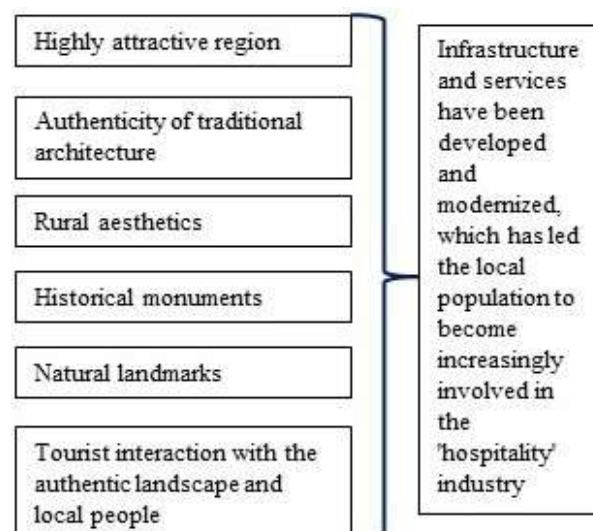 Highly attractive region
Authenticity of traditional
architecture
Rural aesthetics
Historical monuments
Natural landmarks
Tourist interaction with the
authentic landscape and
local people
Infrastructure
and services
have been
developed
and
modernized,
which has led
the local
population to
become
increasingly
involved in
the
'hospitality'
industry